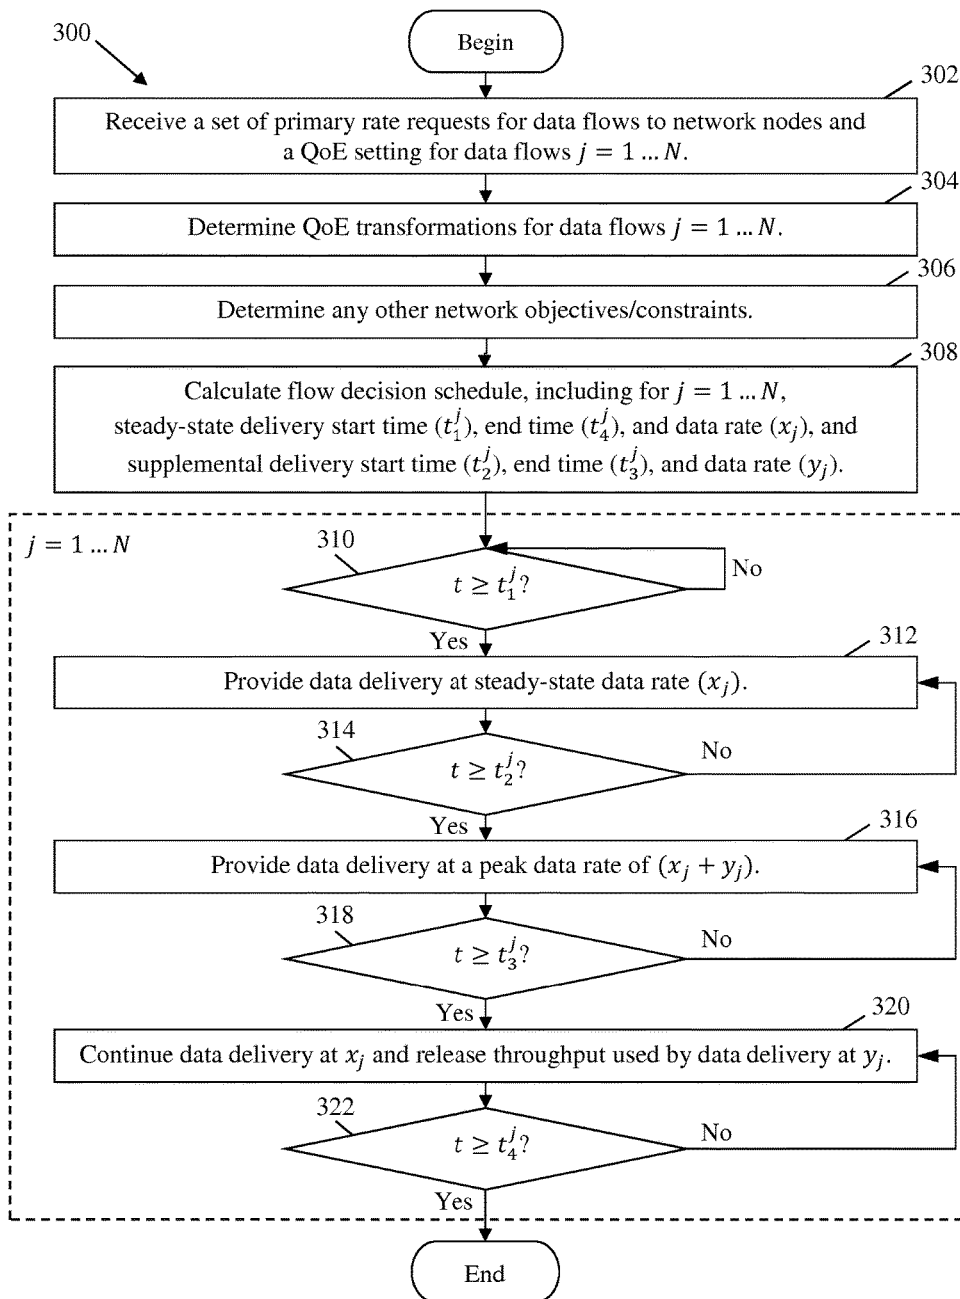 300
Begin
302
Receive a set of primary rate requests for data flows to network nodes and
a QoE setting for data flows j = 1 ... N.
304
Determine QoE transformations for data flows j = 1 ... N.
306
Determine any other network objectives/constraints.
308
Calculate flow decision schedule, including for j = 1 ... N,
steady-state delivery start time (t₁ʲ), end time (t₄ʲ), and data rate (xⱼ), and
supplemental delivery start time (t₂ʲ), end time (t₃ʲ), and data rate (yⱼ).
j = 1 ... N
310
t ≥ t₁ʲ?
No
Yes
312
Provide data delivery at steady-state data rate (xⱼ).
314
t ≥ t₂ʲ?
No
Yes
316
Provide data delivery at a peak data rate of (xⱼ + yⱼ).
318
t ≥ t₃ʲ?
No
Yes
320
Continue data delivery at xⱼ and release throughput used by data delivery at yⱼ.
322
t ≥ t₄ʲ?
No
Yes
End